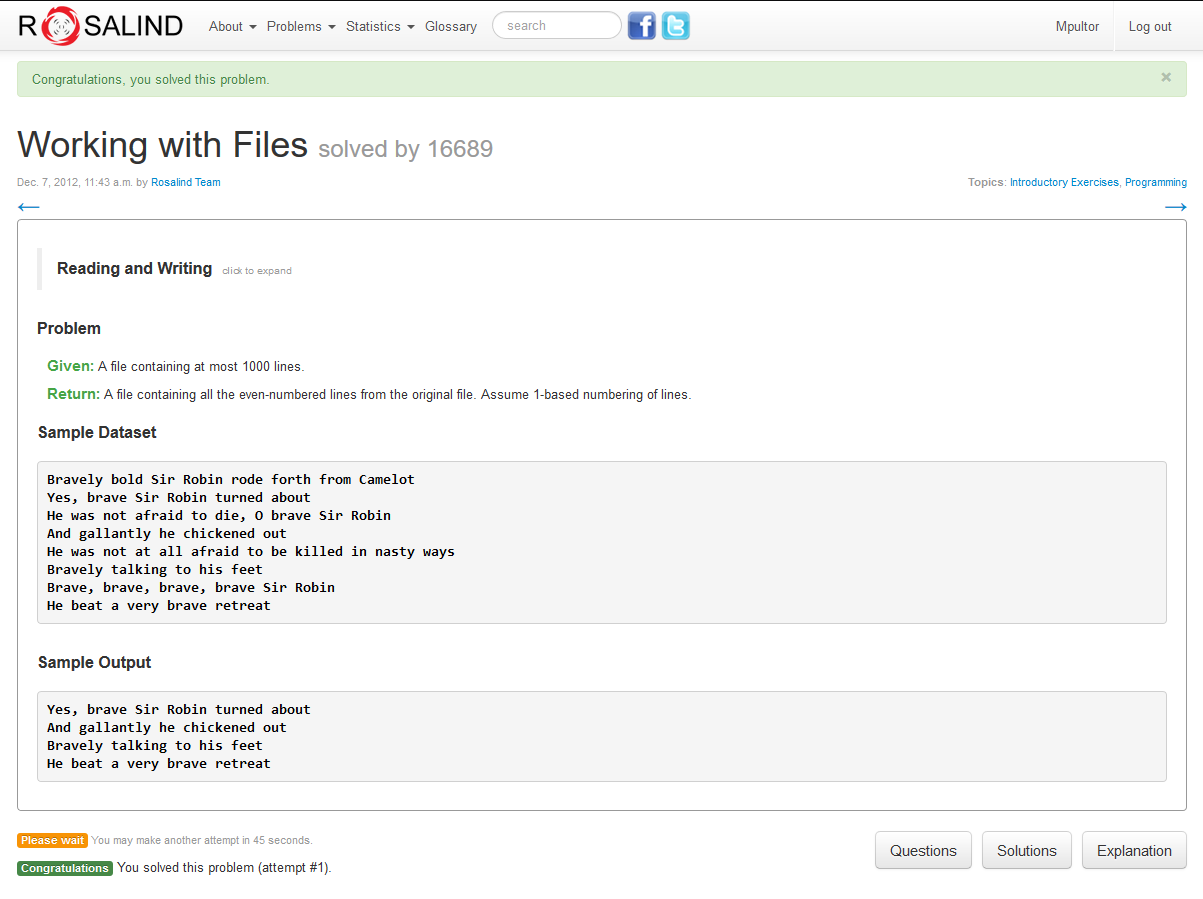 ROSALIND About Problems Statistics Glossary search Mpultor Log out
Congratulations, you solved this problem. ×
Working with Files solved by 16689
Dec. 7, 2012, 11:43 a.m. by Rosalind Team Topics: Introductory Exercises, Programming
← →
Reading and Writing click to expand
Problem
Given: A file containing at most 1000 lines.
Return: A file containing all the even-numbered lines from the original file. Assume 1-based numbering of lines.
Sample Dataset
Bravely bold Sir Robin rode forth from Camelot
Yes, brave Sir Robin turned about
He was not afraid to die, O brave Sir Robin
And gallantly he chickened out
He was not at all afraid to be killed in nasty ways
Bravely talking to his feet
Brave, brave, brave, brave Sir Robin
He beat a very brave retreat
Sample Output
Yes, brave Sir Robin turned about
And gallantly he chickened out
Bravely talking to his feet
He beat a very brave retreat
Please wait You may make another attempt in 45 seconds.
Questions Solutions Explanation
Congratulations You solved this problem (attempt #1).